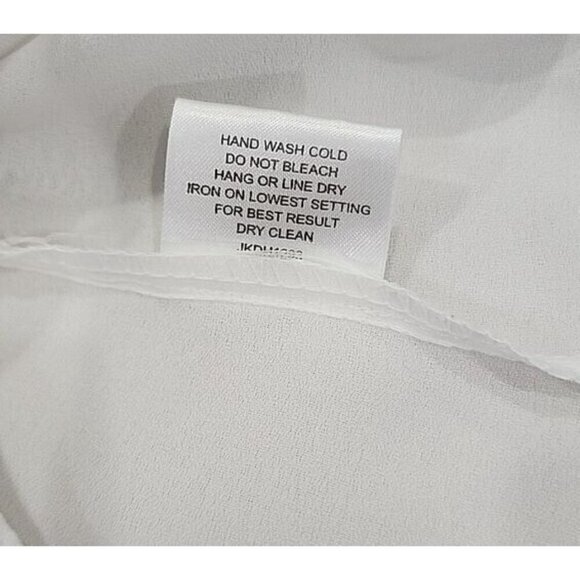 HAND WASH COLD
DO NOT BLEACH
HANG OR LINE DRY
IRON ON LOWEST SETTING
FOR BEST RESULT
DRY CLEAN